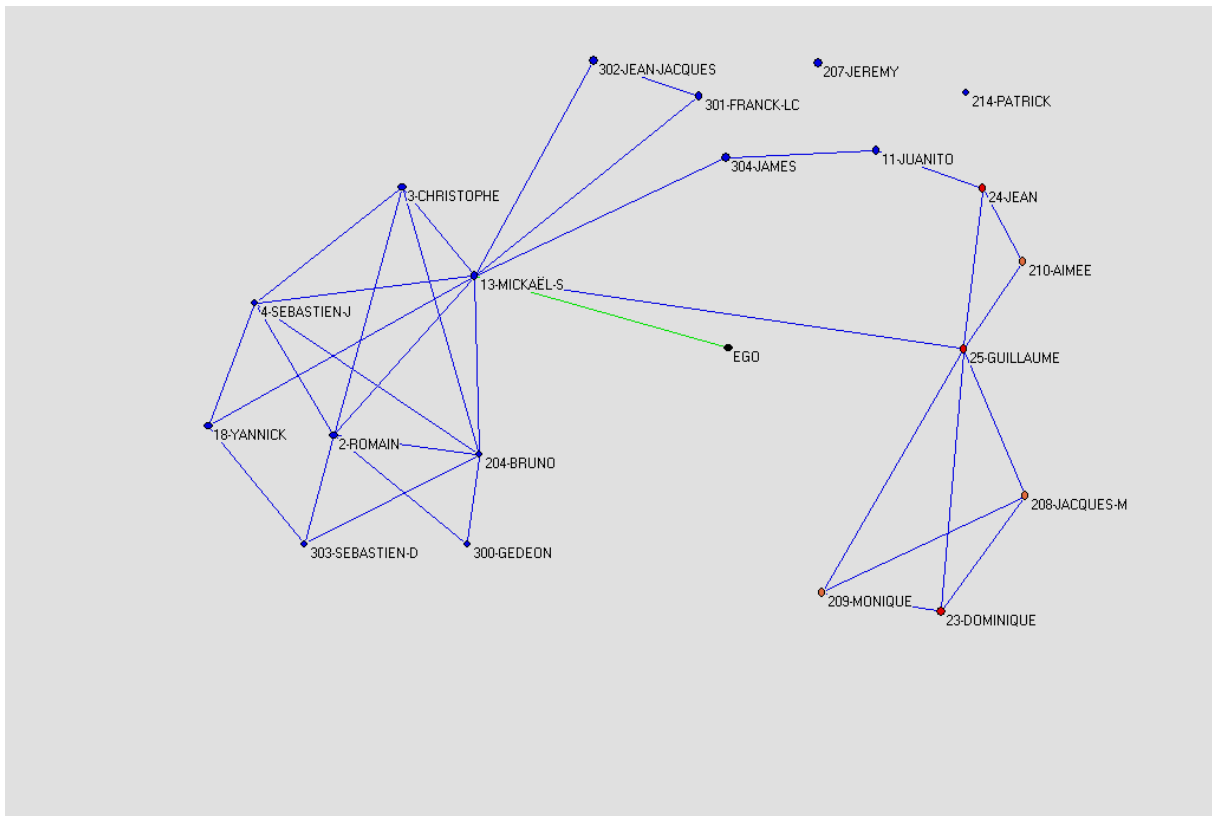 302-JEAN-JACQUES
207-JEREMY
301-FRANCK-LC
214-PATRICK
304-JAMES
11-JUANITO
3-CHRISTOPHE
24-JEAN
210-AIMEE
13-MICKAËL-S
4-SEBASTIEN-J
EGO
25-GUILLAUME
18-YANNICK
2-ROMAIN
204-BRUNO
208-JACQUES-M
303-SEBASTIEN-D
300-GEDEON
209-MONIQUE
23-DOMINIQUE